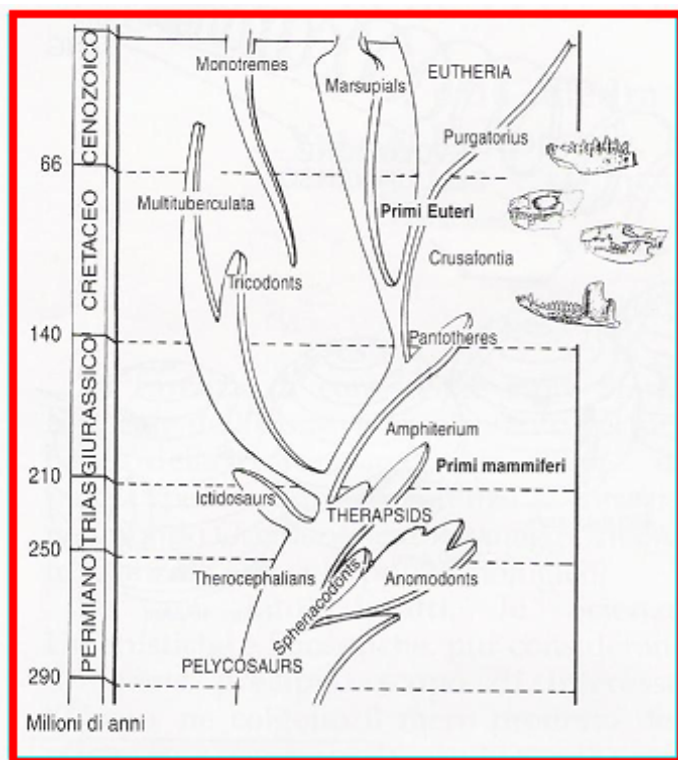 CENOZOICO
Monotremes
Marsupials
EUTHERIA
Purgatorius
66
CRETACEO
Multituberculata
Primi Euteri
Tricodonts
Crusafontia
140
Pantotheres
GIURASSICO
Amphiterium
Primi mammiferi
210
TRIAS
Ictidosaurs
THERAPSIDS
250
PERMIANO
Therocephalians
Sphenacodonts
Anomodonts
PELYCOSAURS
290
Milioni di anni